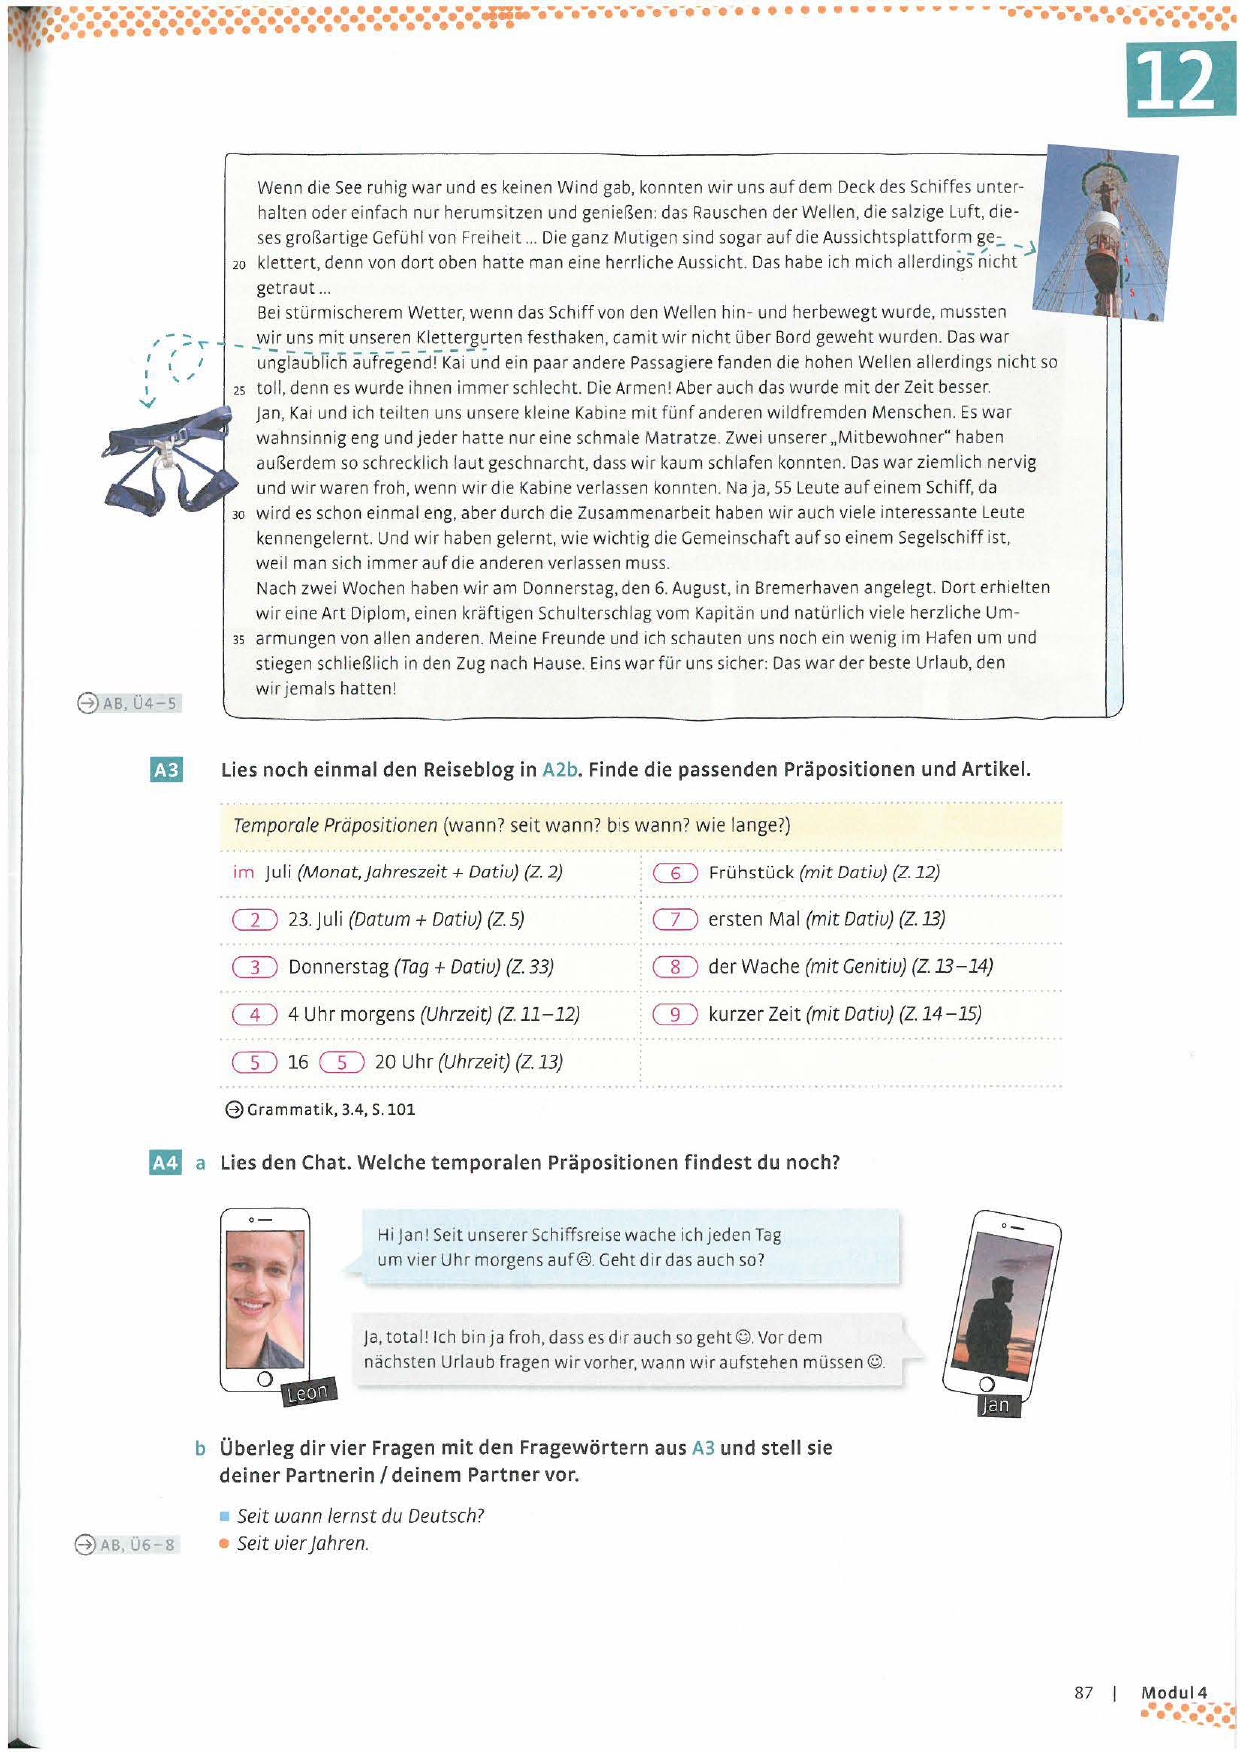 12
Wenn die See ruhig war und es keinen Wind gab, konnten wir uns auf dem Deck des Schiffes unter-
halten oder einfach nur herumsitzen und genießen: das Rauschen der Wellen, die salzige Luft, die-
ses großartige Gefühl von Freiheit ... Die ganz Mutigen sind sogar auf die Aussichtsplattform ge-
20 klettert, denn von dort oben hatte man eine herrliche Aussicht. Das habe ich mich allerdings nicht
getraut ...
Bei stürmischerem Wetter, wenn das Schiff von den Wellen hin- und herbewegt wurde, mussten
wir uns mit unseren Klettergurten festhaken, damit wir nicht über Bord geweht wurden. Das war
unglaublich aufregend! Kai und ein paar andere Passagiere fanden die hohen Wellen allerdings nicht so
25 toll, denn es wurde ihnen immer schlecht. Die Armen! Aber auch das wurde mit der Zeit besser.
Jan, Kai und ich teilten uns unsere kleine Kabine mit fünf anderen wildfremden Menschen. Es war
wahnsinnig eng und jeder hatte nur eine schmale Matratze. Zwei unserer „Mitbewohner“ haben
außerdem so schrecklich laut geschnarcht, dass wir kaum schlafen konnten. Das war ziemlich nervig
und wir waren froh, wenn wir die Kabine verlassen konnten. Na ja, 55 Leute auf einem Schiff, da
30 wird es schon einmal eng, aber durch die Zusammenarbeit haben wir auch viele interessante Leute
kennengelernt. Und wir haben gelernt, wie wichtig die Gemeinschaft auf so einem Segelschiff ist,
weil man sich immer auf die anderen verlassen muss.
Nach zwei Wochen haben wir am Donnerstag, den 6. August, in Bremerhaven angelegt. Dort erhielten
wir eine Art Diplom, einen kräftigen Schulterschlag vom Kapitän und natürlich viele herzliche Um-
35 armungen von allen anderen. Meine Freunde und ich schauten uns noch ein wenig im Hafen um und
stiegen schließlich in den Zug nach Hause. Eins war für uns sicher: Das war der beste Urlaub, den
wir jemals hatten!
AB, Ü4–5
A3 Lies noch einmal den Reiseblog in A2b. Finde die passenden Präpositionen und Artikel.
Temporale Präpositionen (wann? seit wann? bis wann? wie lange?)
im Juli (Monat, Jahreszeit + Dativ) (Z. 2)
6 Frühstück (mit Dativ) (Z. 12)
2 23. Juli (Datum + Dativ) (Z. 5)
7 ersten Mal (mit Dativ) (Z. 13)
3 Donnerstag (Tag + Dativ) (Z. 33)
8 der Wache (mit Genitiv) (Z. 13–14)
4 4 Uhr morgens (Uhrzeit) (Z. 11–12)
9 kurzer Zeit (mit Dativ) (Z. 14–15)
5 16 5 20 Uhr (Uhrzeit) (Z. 13)
Grammatik, 3.4, S. 101
A4 a Lies den Chat. Welche temporalen Präpositionen findest du noch?
Hi Jan! Seit unserer Schiffsreise wache ich jeden Tag
um vier Uhr morgens auf ☹. Geht dir das auch so?
Ja, total! Ich bin ja froh, dass es dir auch so geht ☺. Vor dem
nächsten Urlaub fragen wir vorher, wann wir aufstehen müssen ☺.
Leon
Jan
b Überleg dir vier Fragen mit den Fragewörtern aus A3 und stell sie
deiner Partnerin / deinem Partner vor.
Seit wann lernst du Deutsch?
AB, Ü6–8
Seit vier Jahren.
87 | Modul 4